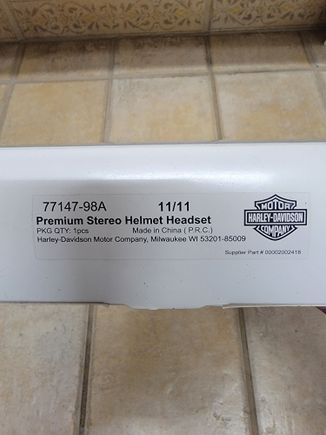 77147-98A 11/11
Premium Stereo Helmet Headset
PKG QTY: 1pcs Made in China ( P.R.C.)
Harley-Davidson Motor Company, Milwaukee WI 53201-85009
MOTOR
HARLEY-DAVIDSON
COMPANY
Supplier Part # 00002002418